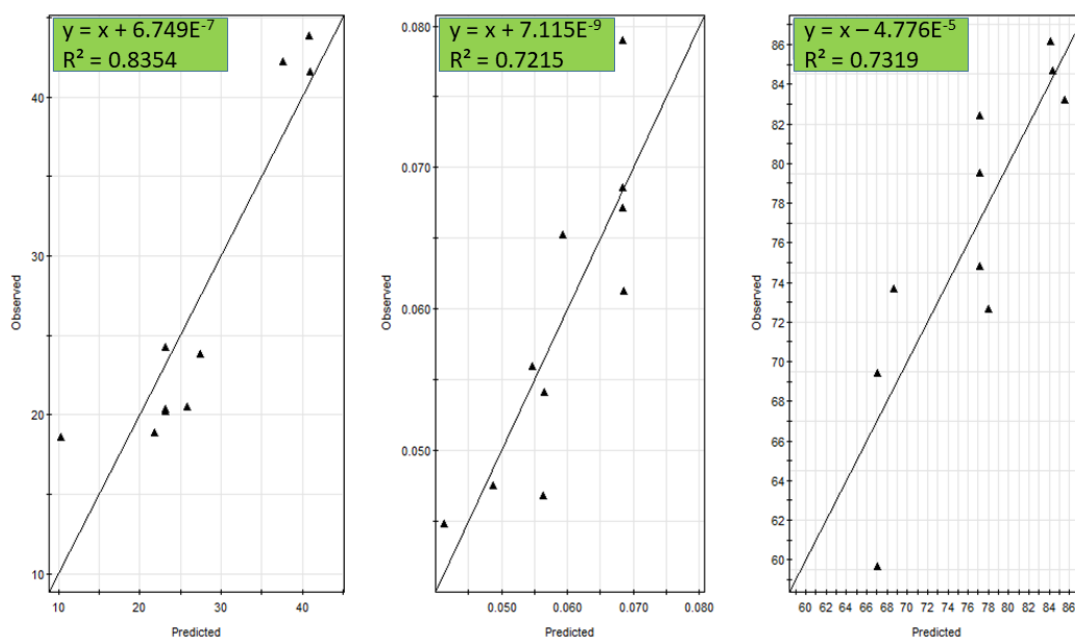 y = x + 6.749E⁻⁷
R² = 0.8354
40
30
20
10
Observed
10 20 30 40
Predicted
y = x + 7.115E⁻⁹
R² = 0.7215
0.080
0.070
0.060
0.050
Observed
0.050 0.060 0.070 0.080
Predicted
y = x – 4.776E⁻⁵
R² = 0.7319
86
84
82
80
78
76
74
72
70
68
66
64
62
60
Observed
60 62 64 66 68 70 72 74 76 78 80 82 84 86
Predicted